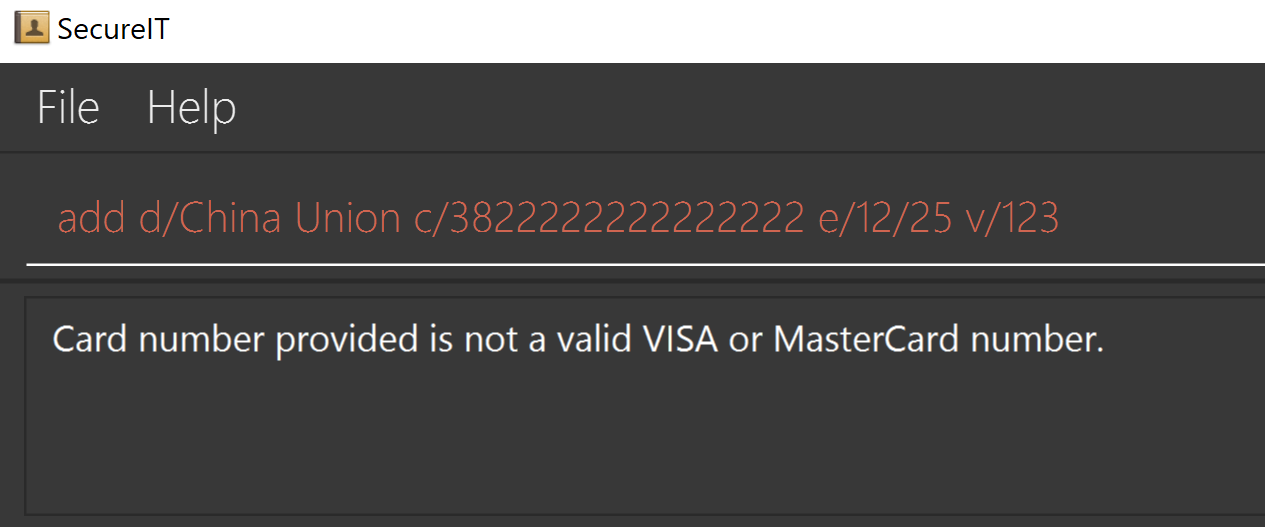 SecureIT
File Help
add d/China Union c/3822222222222222 e/12/25 v/123
Card number provided is not a valid VISA or MasterCard number.